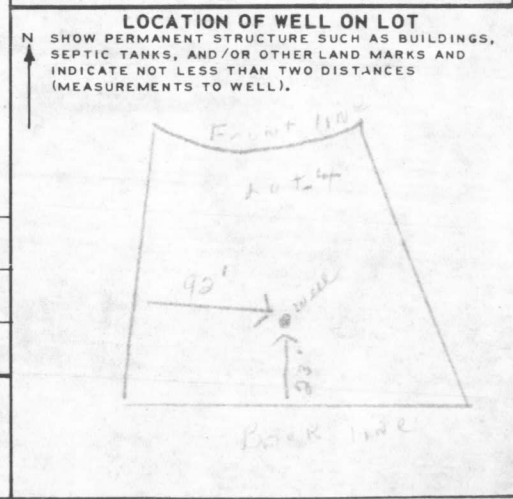 LOCATION OF WELL ON LOT
N
SHOW PERMANENT STRUCTURE SUCH AS BUILDINGS,
SEPTIC TANKS, AND/OR OTHER LAND MARKS AND
INDICATE NOT LESS THAN TWO DISTANCES
(MEASUREMENTS TO WELL).
Front line
Lot-4
92'
well
23'
Back line